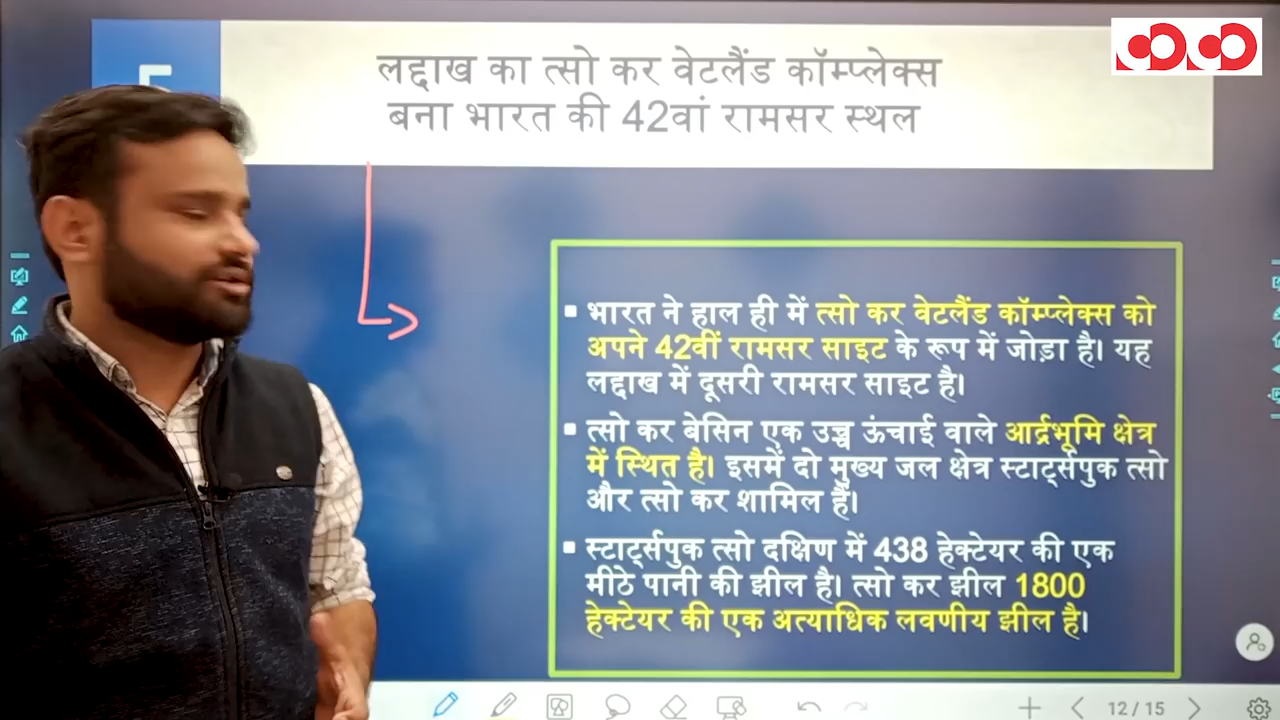 5
लद्दाख का त्सो कर वेटलैंड कॉम्प्लेक्स
बना भारत की 42वां रामसर स्थल
▪ भारत ने हाल ही में त्सो कर वेटलैंड कॉम्प्लेक्स को
अपने 42वीं रामसर साइट के रूप में जोड़ा है। यह
लद्दाख में दूसरी रामसर साइट है।
▪ त्सो कर बेसिन एक उच्च ऊंचाई वाले आर्द्रभूमि क्षेत्र
में स्थित है। इसमें दो मुख्य जल क्षेत्र स्टार्ट्सपुक त्सो
और त्सो कर शामिल हैं।
▪ स्टार्ट्सपुक त्सो दक्षिण में 438 हेक्टेयर की एक
मीठे पानी की झील है। त्सो कर झील 1800
हेक्टेयर की एक अत्याधिक लवणीय झील है।
12 / 15